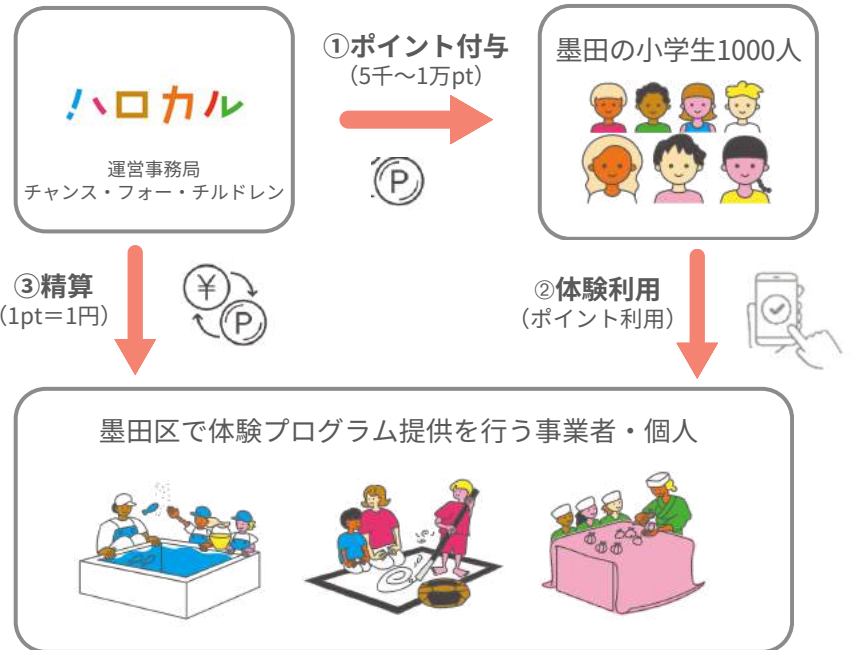 ハロカル
運営事務局
チャンス・フォー・チルドレン
①ポイント付与
（5千〜1万pt）
P
墨田の小学生1000人
③精算
（1pt＝1円）
¥
P
②体験利用
（ポイント利用）
墨田区で体験プログラム提供を行う事業者・個人